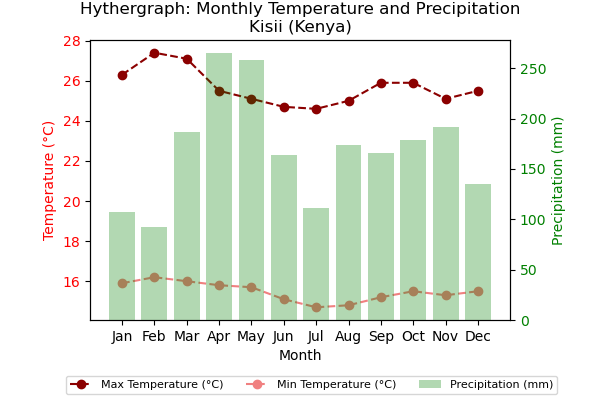 Hythergraph: Monthly Temperature and Precipitation
Kisii (Kenya)
28
26
24
22
20
18
16
Temperature (°C)
250
200
150
100
50
0
Precipitation (mm)
Jan Feb Mar Apr May Jun Jul Aug Sep Oct Nov Dec
Month
Max Temperature (°C) Min Temperature (°C) Precipitation (mm)